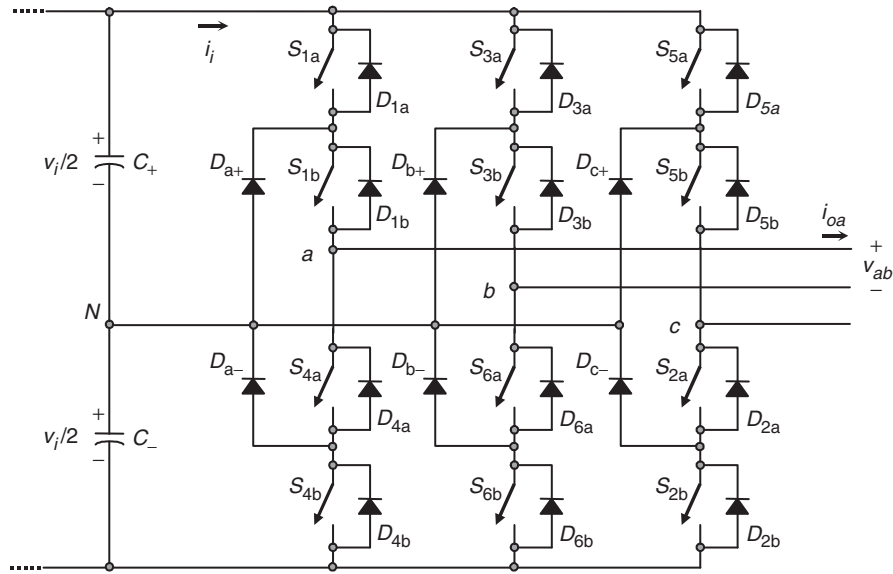 i_i
S_1a S_3a S_5a
D_1a D_3a D_5a
+ v_i/2 − C_+
D_a+ S_1b D_b+ S_3b D_c+ S_5b
D_1b D_3b D_5b
i_oa
a
+ v_ab −
b
N
c
D_a− S_4a D_b− S_6a D_c− S_2a
D_4a D_6a D_2a
+ v_i/2 − C_−
S_4b S_6b S_2b
D_4b D_6b D_2b